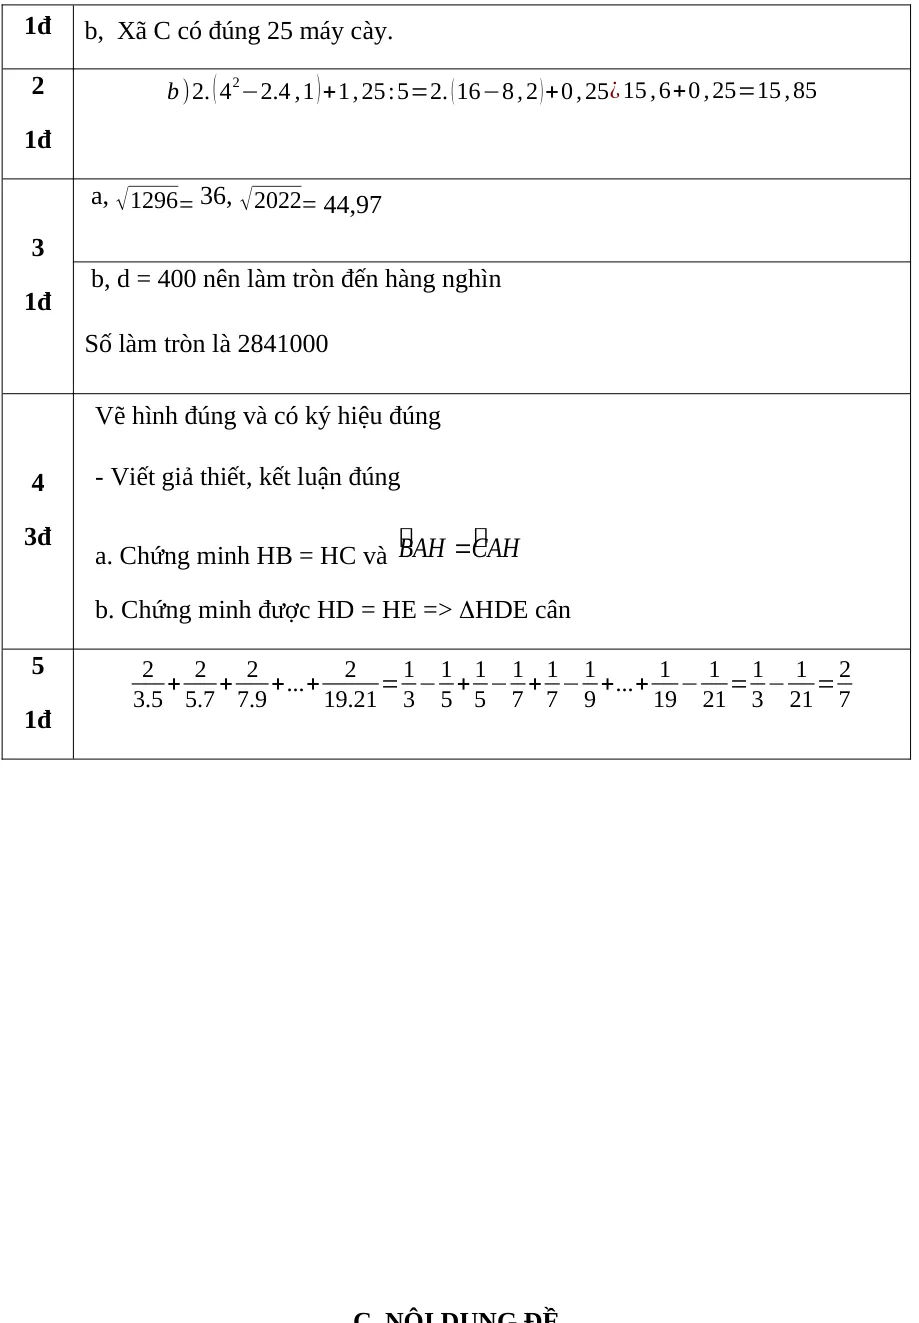 1đ
b, Xã C có đúng 25 máy cày.
2
1đ
b)2.(4²−2.4,1)+1,25:5=2.(16−8,2)+0,25¿15,6+0,25=15,85
3
1đ
a, √1296= 36, √2022= 44,97
b, d = 400 nên làm tròn đến hàng nghìn
Số làm tròn là 2841000
4
3đ
Vẽ hình đúng và có ký hiệu đúng
- Viết giả thiết, kết luận đúng
a. Chứng minh HB = HC và BAH = CAH
b. Chứng minh được HD = HE => ΔHDE cân
5
1đ
2/3.5 + 2/5.7 + 2/7.9 +...+ 2/19.21 = 1/3 − 1/5 + 1/5 − 1/7 + 1/7 − 1/9 +...+ 1/19 − 1/21 = 1/3 − 1/21 = 2/7
C. NỘI DUNG ĐỀ